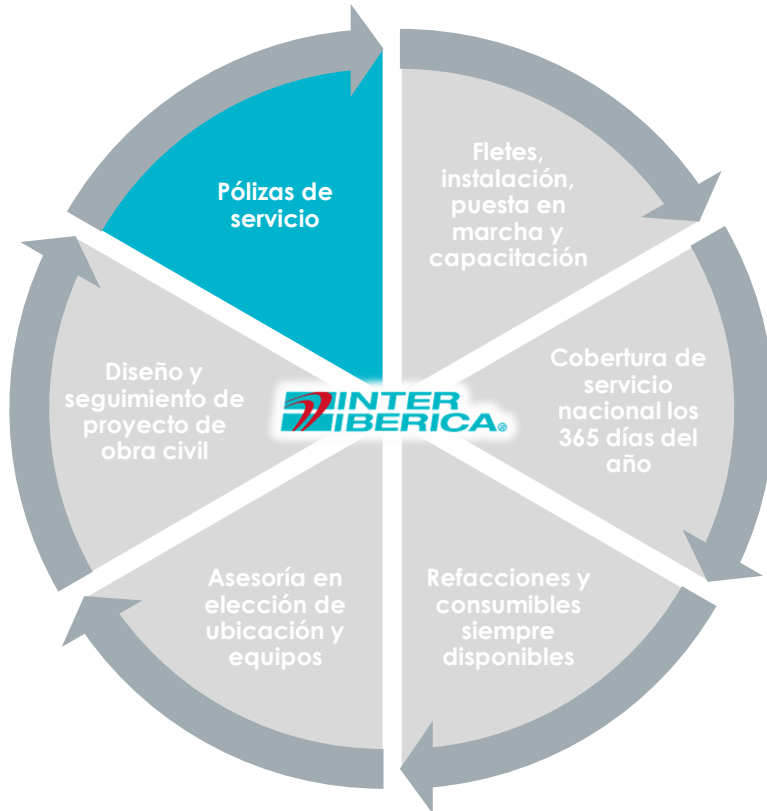 Pólizas de
servicio
Fletes,
instalación,
puesta en
marcha y
capacitación
Cobertura de
servicio
nacional los
365 días del
año
Refacciones y
consumibles
siempre
disponibles
Asesoría en
elección de
ubicación y
equipos
Diseño y
seguimiento de
proyecto de
obra civil
INTER
IBERICA®